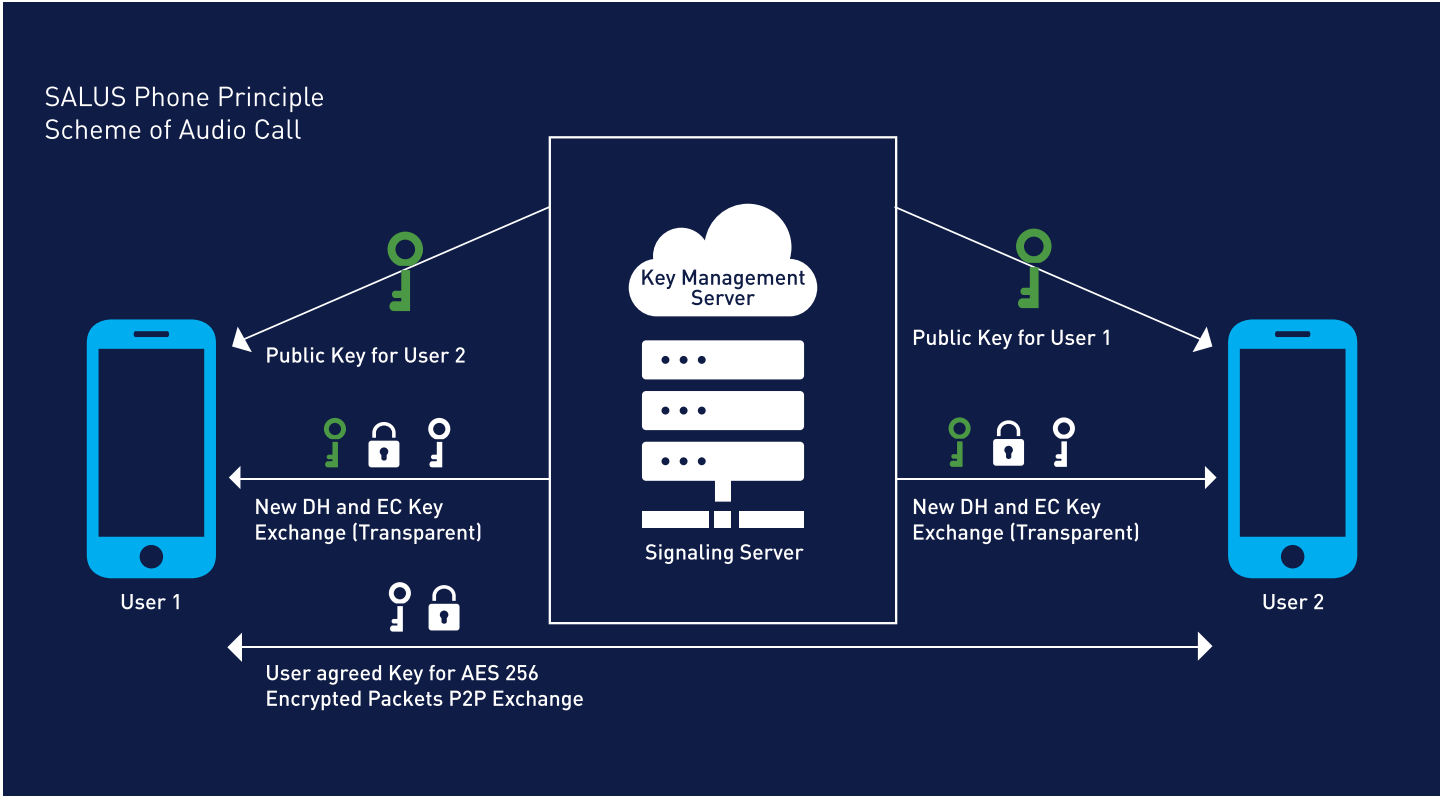 SALUS Phone Principle
Scheme of Audio Call
Key Management
Server
Public Key for User 2
Public Key for User 1
New DH and EC Key
Exchange (Transparent)
New DH and EC Key
Exchange (Transparent)
Signaling Server
User 1
User 2
User agreed Key for AES 256
Encrypted Packets P2P Exchange